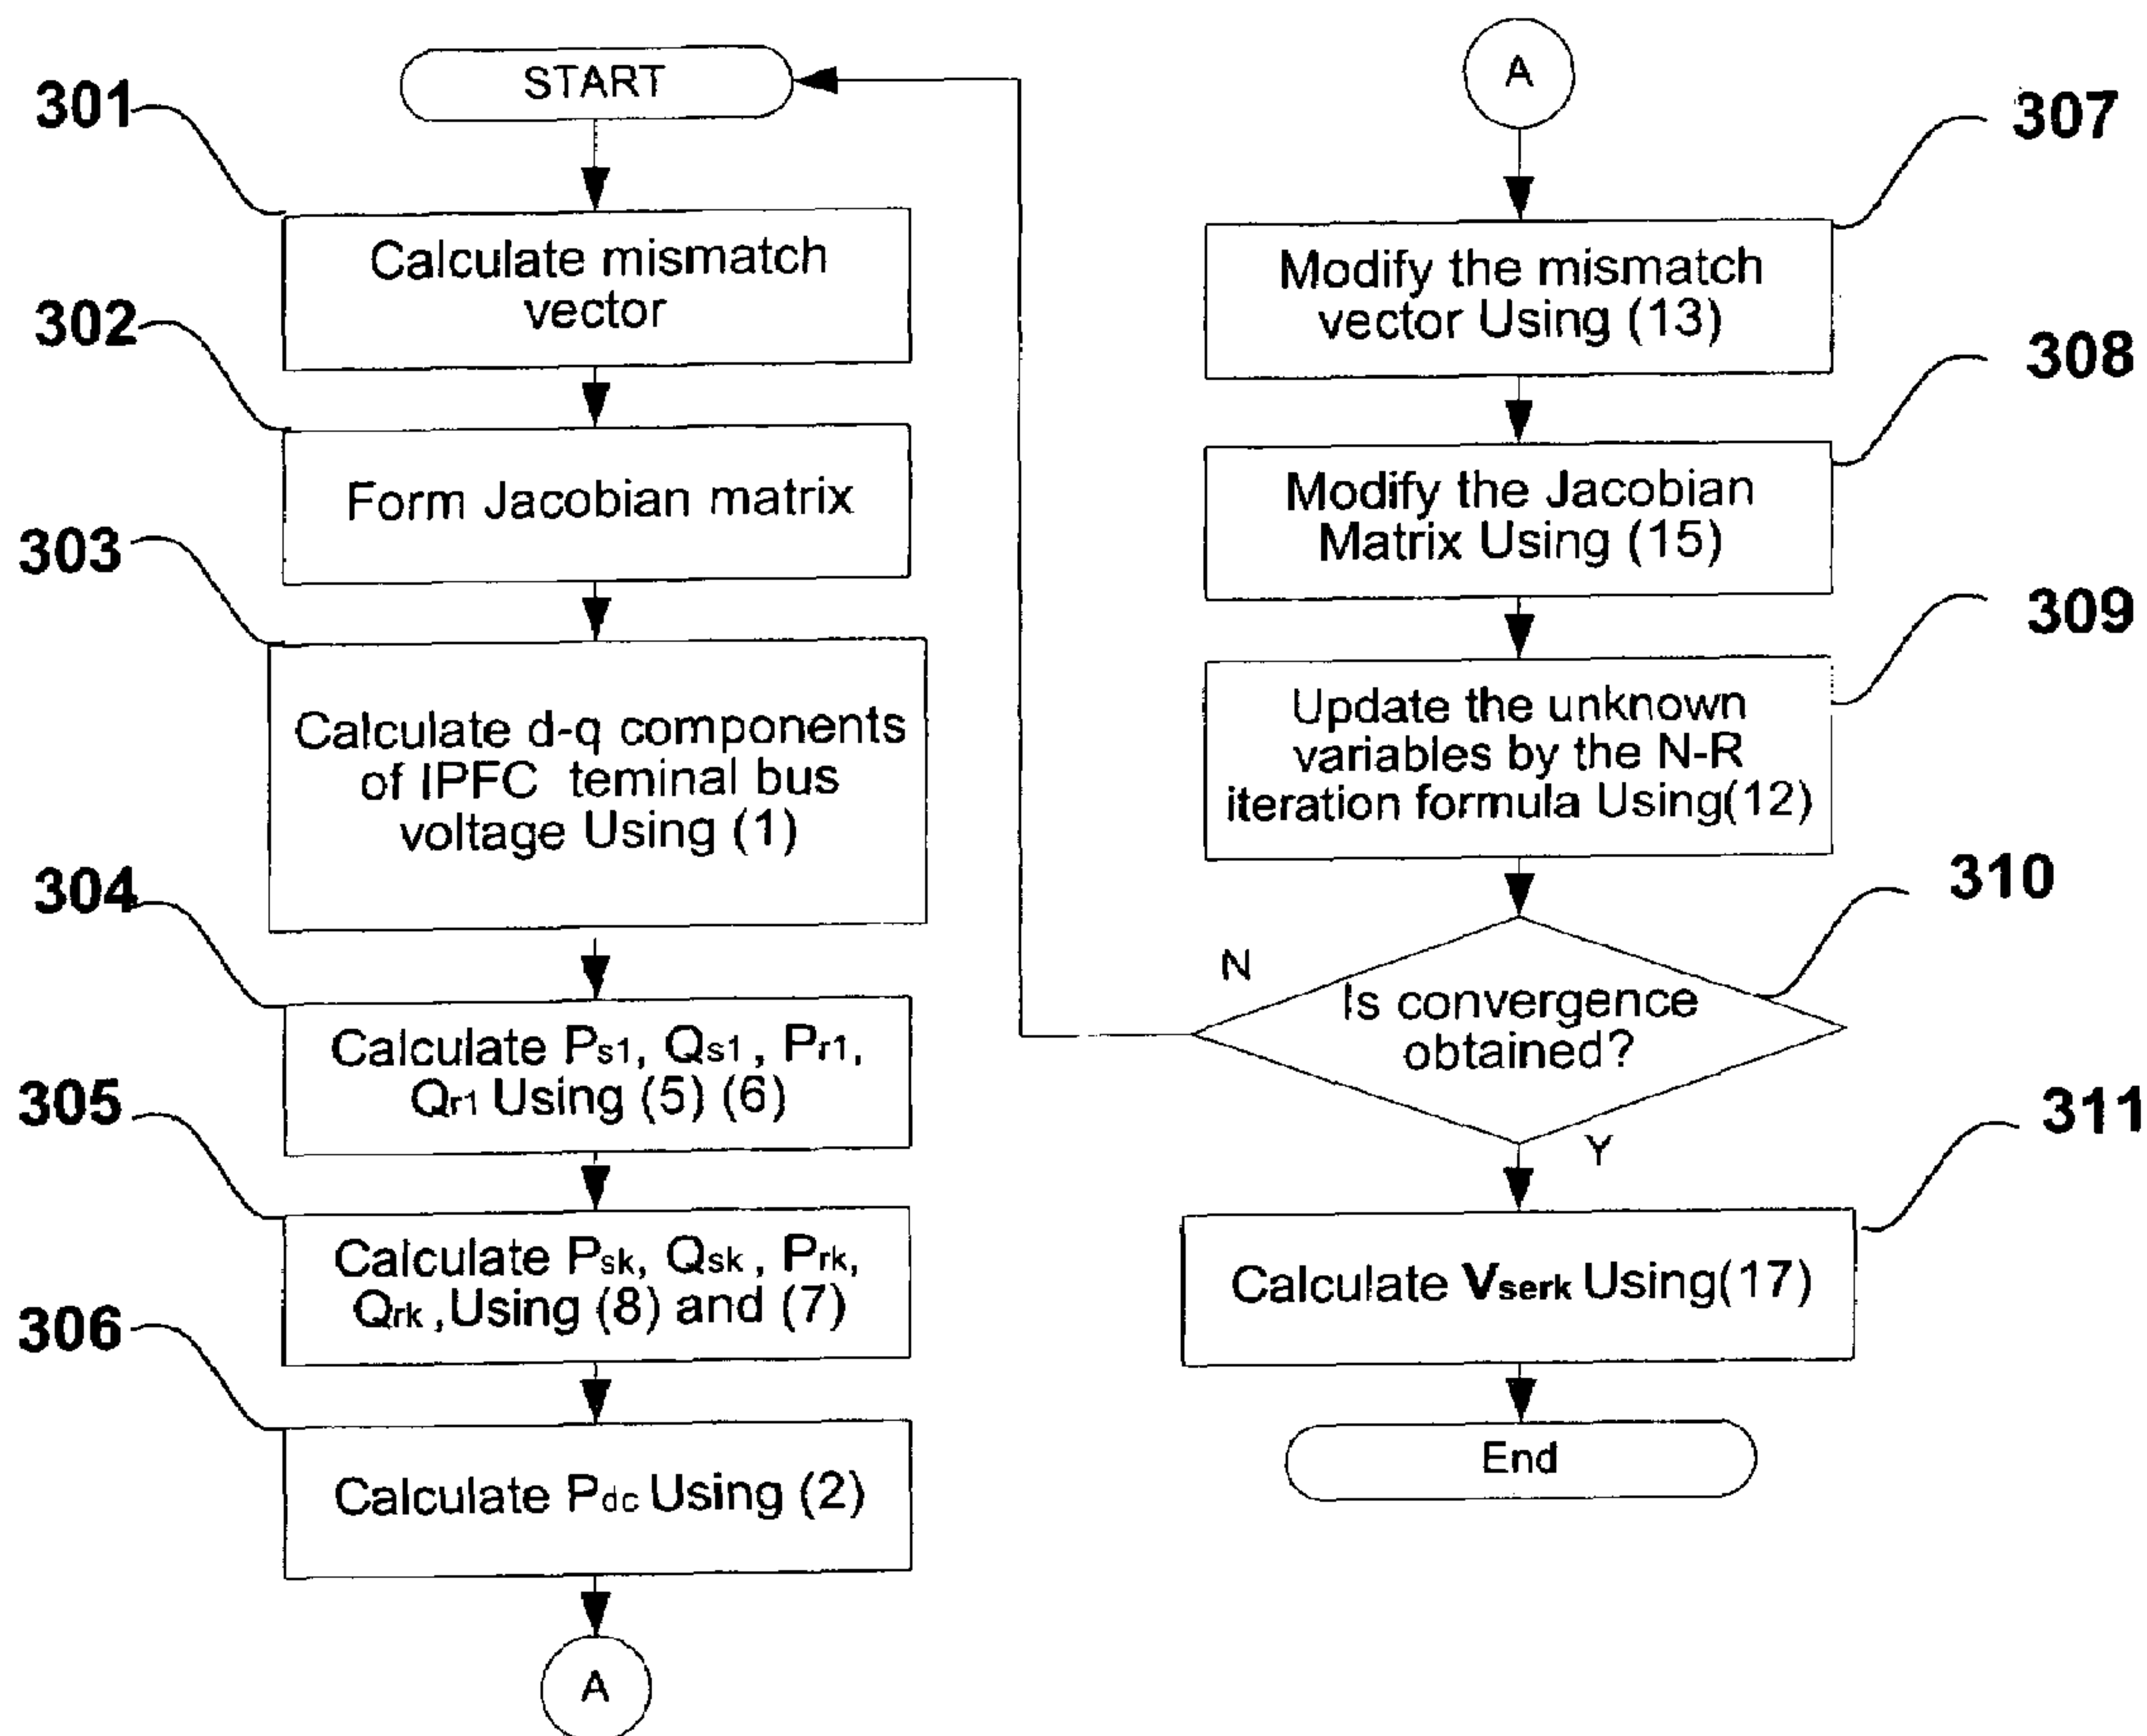 START
301
Calculate mismatch
vector
302
Form Jacobian matrix
303
Calculate d-q components
of IPFC teminal bus
voltage Using (1)
304
Calculate Ps1, Qs1, Pr1,
Qr1 Using (5) (6)
305
Calculate Psk, Qsk, Prk,
Qrk ,Using (8) and (7)
306
Calculate Pdc Using (2)
A
A
307
Modify the mismatch
vector Using (13)
308
Modify the Jacobian
Matrix Using (15)
309
Update the unknown
variables by the N-R
iteration formula Using(12)
310
N
Is convergence
obtained?
Y
311
Calculate Vserk Using(17)
End